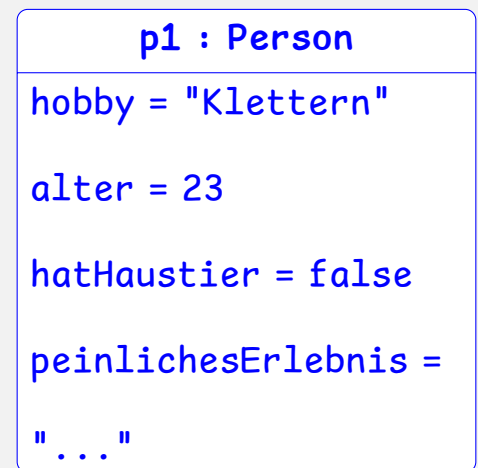 p1 : Person
hobby = "Klettern"
alter = 23
hatHaustier = false
peinlichesErlebnis =
"..."